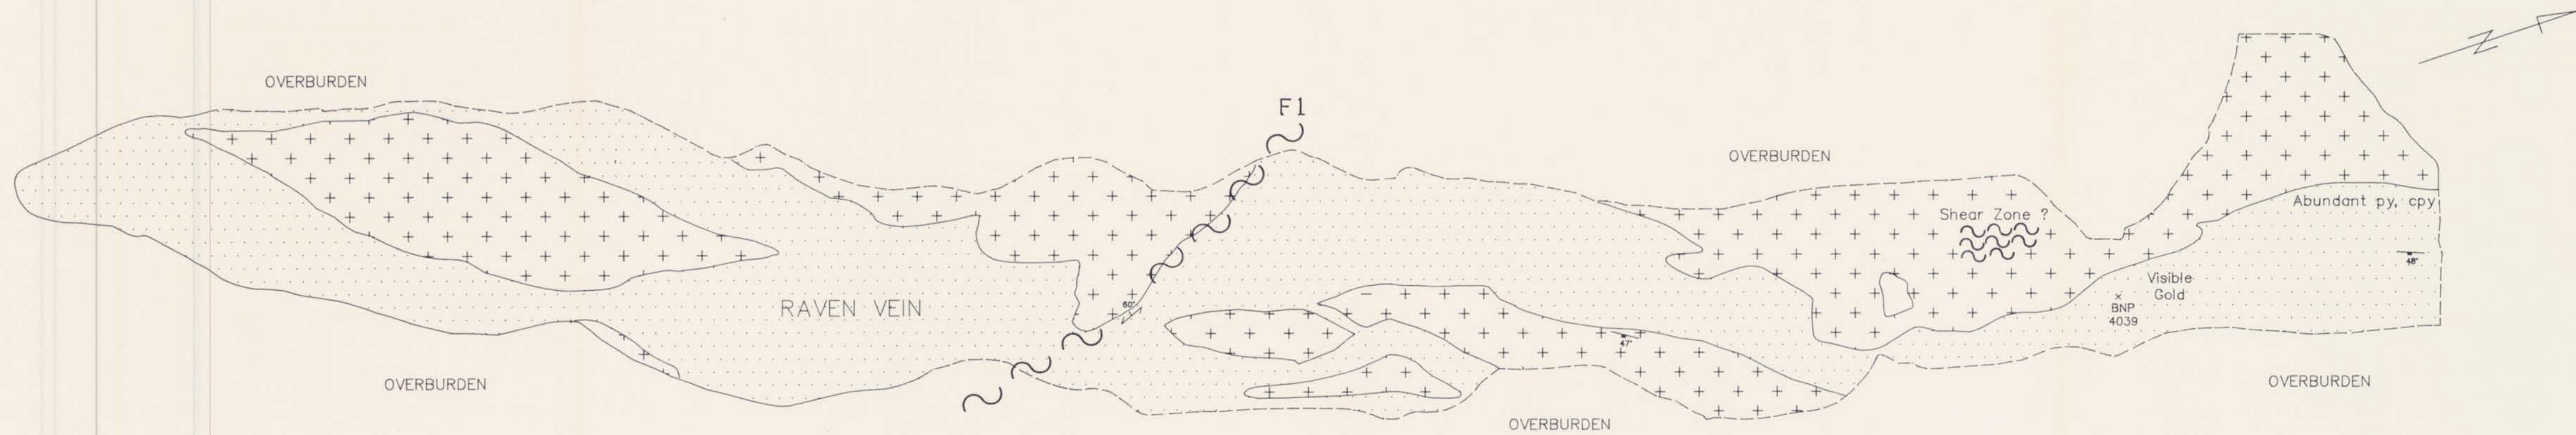 OVERBURDEN
F1
N
OVERBURDEN
Shear Zone ?
Abundant py, cpy
48°
Visible
Gold
BNP
4039
60°
RAVEN VEIN
47°
OVERBURDEN
OVERBURDEN
OVERBURDEN